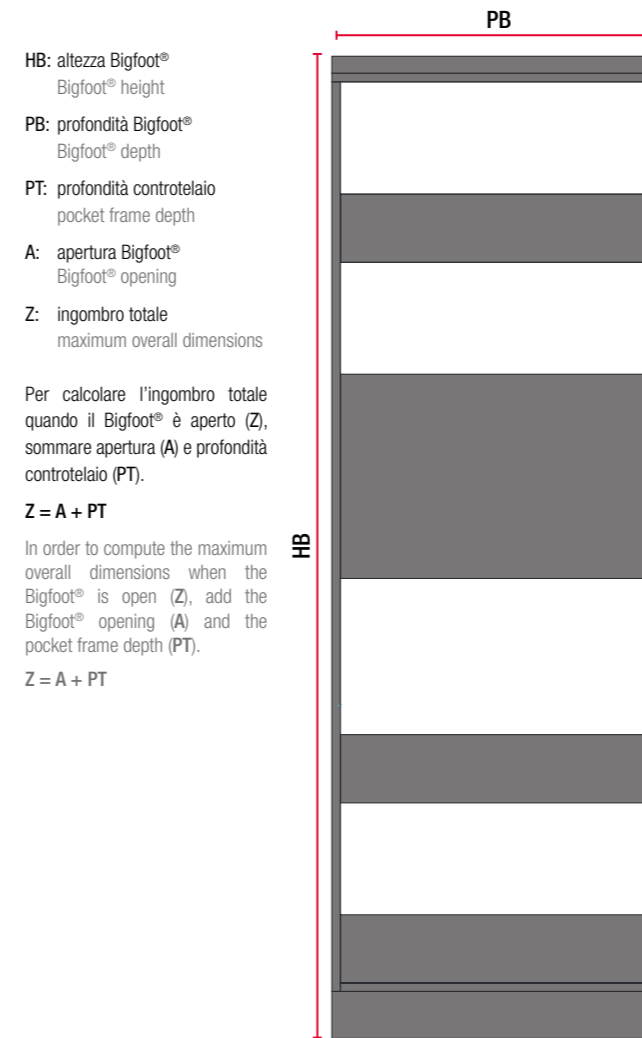 PB
HB: altezza Bigfoot®
Bigfoot® height
PB: profondità Bigfoot®
Bigfoot® depth
PT: profondità controtelaio
pocket frame depth
A: apertura Bigfoot®
Bigfoot® opening
Z: ingombro totale
maximum overall dimensions
Per calcolare l’ingombro totale
quando il Bigfoot® è aperto (Z),
sommare apertura (A) e profondità
controtelaio (PT).
Z = A + PT
In order to compute the maximum
overall dimensions when the
Bigfoot® is open (Z), add the
Bigfoot® opening (A) and the
pocket frame depth (PT).
Z = A + PT
HB